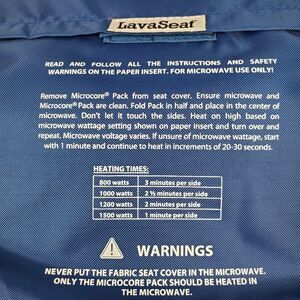 LavaSeat
READ AND FOLLOW ALL THE INSTRUCTIONS AND SAFETY
WARNINGS ON THE PAPER INSERT. FOR MICROWAVE USE ONLY!
Remove Microcore® Pack from seat cover. Ensure microwave and
Microcore® Pack are clean. Fold Pack in half and place in the center of
microwave. Don't let it touch the sides. Heat on high based on
microwave wattage setting shown on paper insert and turn over and
repeat. Microwave voltage varies. If unsure of microwave wattage, start
with 1 minute and continue to heat in increments of 20-30 seconds.
HEATING TIMES:
800 watts 3 minutes per side
1000 watts 2 ½ minutes per side
1200 watts 2 minutes per side
1500 watts 1 minute per side
WARNINGS
NEVER PUT THE FABRIC SEAT COVER IN THE MICROWAVE.
ONLY THE MICROCORE PACK SHOULD BE HEATED IN
THE MICROWAVE.